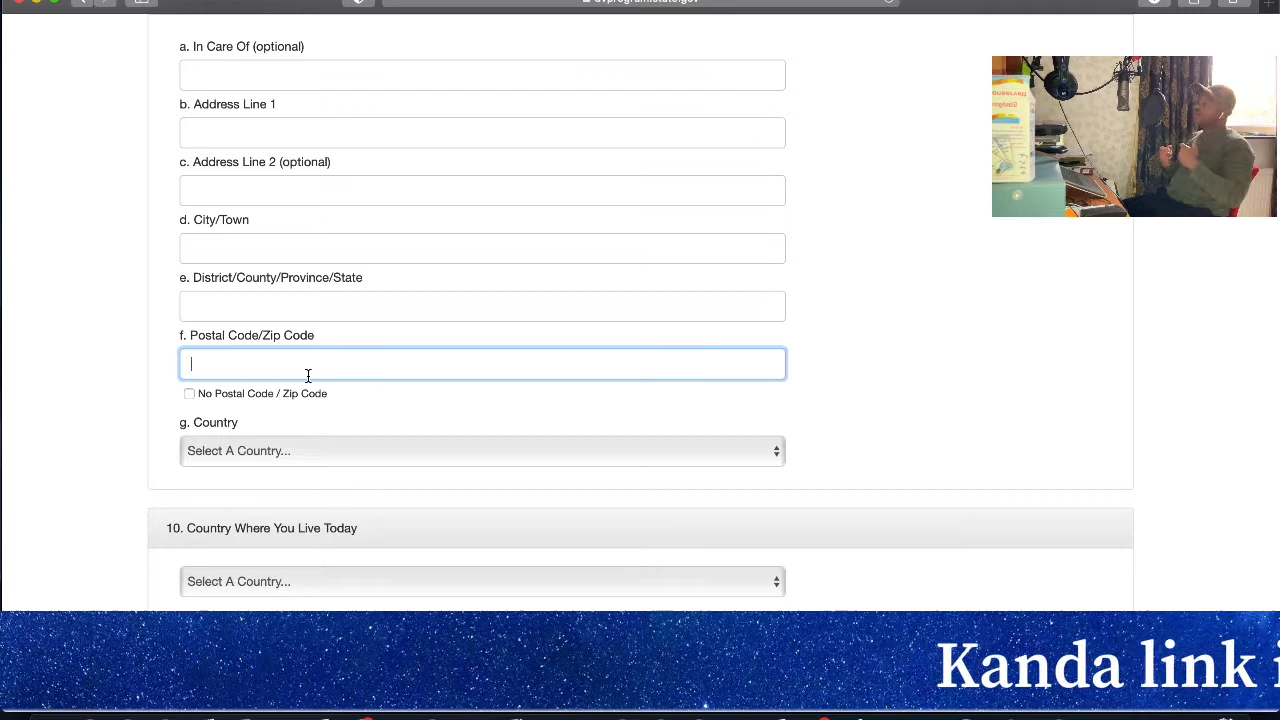 a. In Care Of (optional)
b. Address Line 1
c. Address Line 2 (optional)
d. City/Town
e. District/County/Province/State
f. Postal Code/Zip Code
No Postal Code / Zip Code
g. Country
Select A Country...
10. Country Where You Live Today
Select A Country...
Kanda link